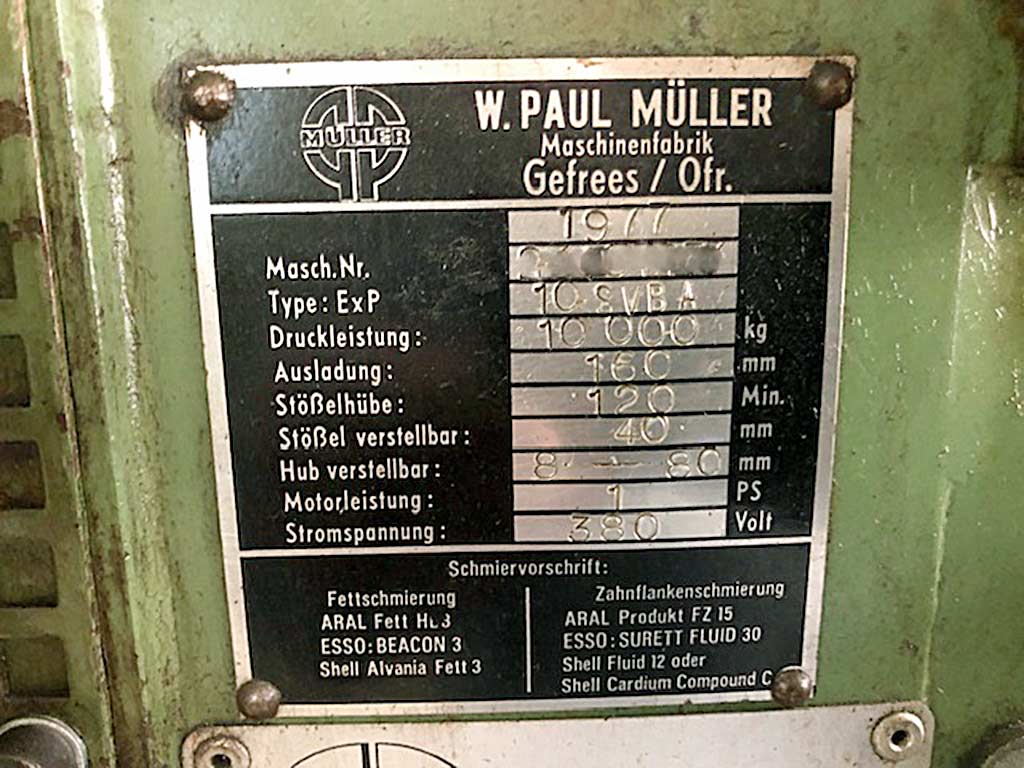 MÜLLER
W. PAUL MÜLLER
Maschinenfabrik
Gefrees / Ofr.
1977
Masch.Nr.
Type: ExP 10 SVBA
Druckleistung: 10 000 kg
Ausladung: 160 mm
Stößelhübe: 120 Min.
Stößel verstellbar: 40 mm
Hub verstellbar: 8 — 80 mm
Motorleistung: 1 PS
Stromspannung: 380 Volt
Schmiervorschrift:
Fettschmierung
ARAL Fett HL3
ESSO: BEACON 3
Shell Alvania Fett 3
Zahnflankenschmierung
ARAL Produkt FZ 15
ESSO: SURETT FLUID 30
Shell Fluid 12 oder
Shell Cardium Compound C